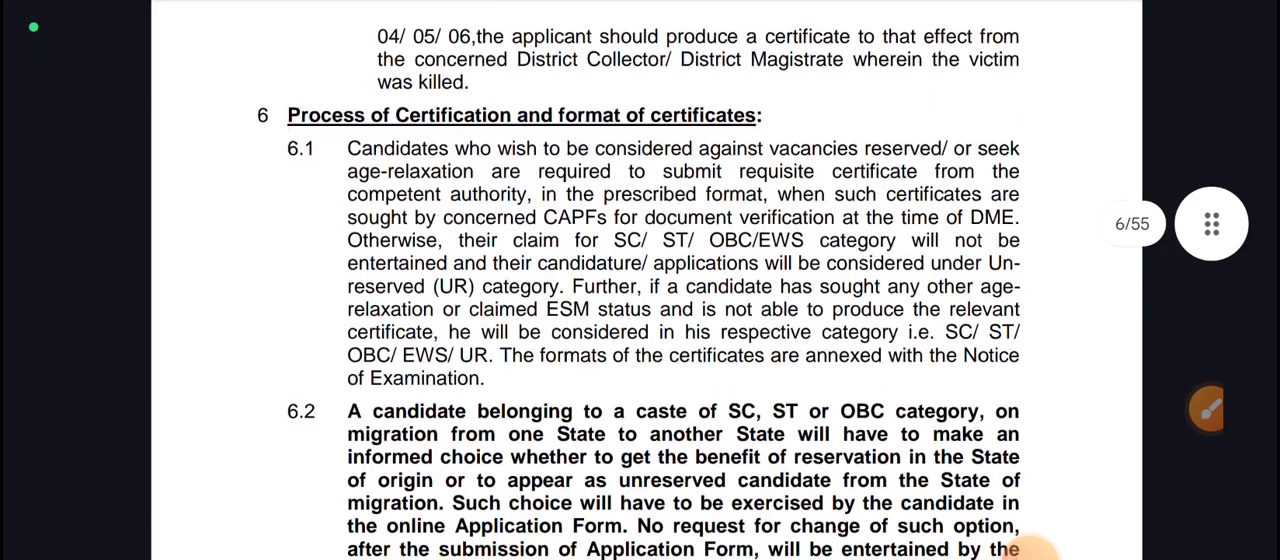 04/ 05/ 06,the applicant should produce a certificate to that effect from
the concerned District Collector/ District Magistrate wherein the victim
was killed.
6 Process of Certification and format of certificates:
6.1 Candidates who wish to be considered against vacancies reserved/ or seek
age-relaxation are required to submit requisite certificate from the
competent authority, in the prescribed format, when such certificates are
sought by concerned CAPFs for document verification at the time of DME.
Otherwise, their claim for SC/ ST/ OBC/EWS category will not be
entertained and their candidature/ applications will be considered under Un-
reserved (UR) category. Further, if a candidate has sought any other age-
relaxation or claimed ESM status and is not able to produce the relevant
certificate, he will be considered in his respective category i.e. SC/ ST/
OBC/ EWS/ UR. The formats of the certificates are annexed with the Notice
of Examination.
6.2 A candidate belonging to a caste of SC, ST or OBC category, on
migration from one State to another State will have to make an
informed choice whether to get the benefit of reservation in the State
of origin or to appear as unreserved candidate from the State of
migration. Such choice will have to be exercised by the candidate in
the online Application Form. No request for change of such option,
after the submission of Application Form, will be entertained by the
6/55